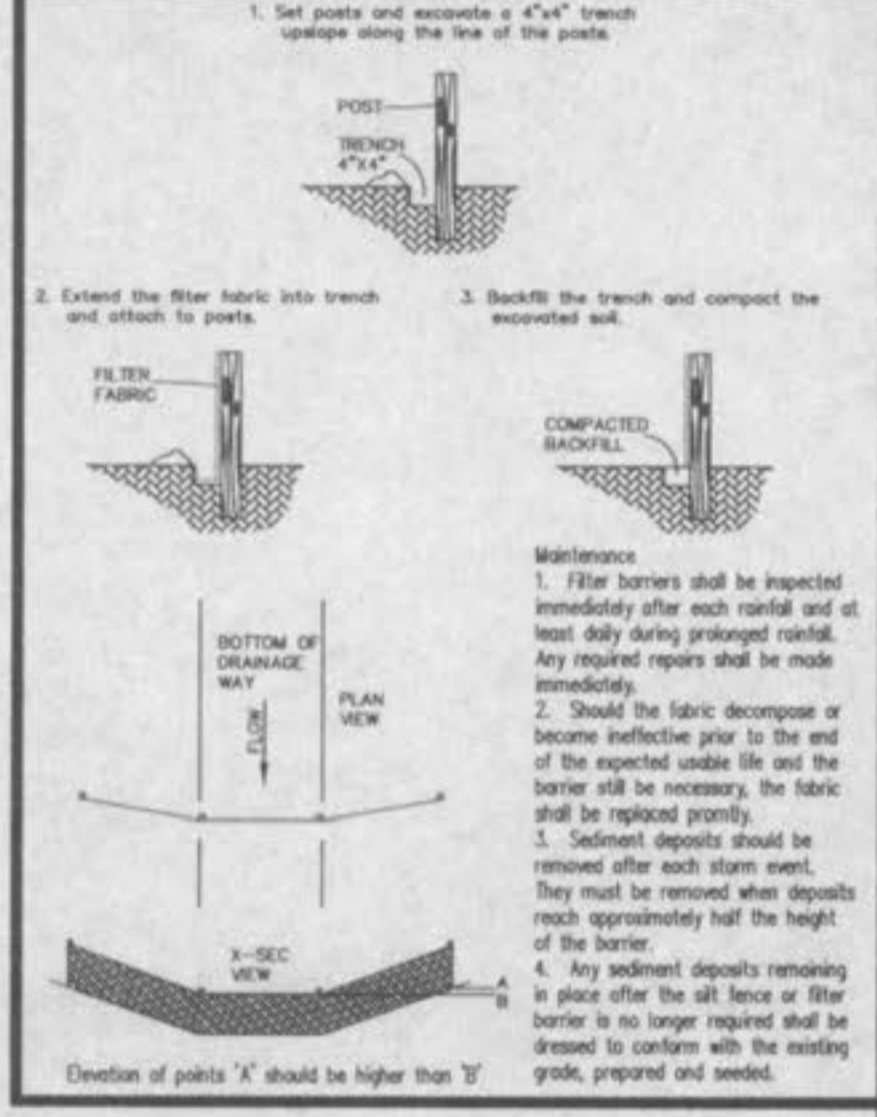 1. Set posts and excavate a 4"x4" trench
upslope along the line of the posts.
POST
TRENCH
4"X4"
2. Extend the filter fabric into trench
and attach to posts.
3. Backfill the trench and compact the
excavated soil.
FILTER
FABRIC
COMPACTED
BACKFILL
BOTTOM OF
DRAINAGE
WAY
FLOW
PLAN
VIEW
X-SEC
VIEW
A
B
Elevation of points 'A' should be higher than 'B'
Maintenance
1. Filter barriers shall be inspected
immediately after each rainfall and at
least daily during prolonged rainfall.
Any required repairs shall be made
immediately.
2. Should the fabric decompose or
become ineffective prior to the end
of the expected usable life and the
barrier still be necessary, the fabric
shall be replaced promtly.
3. Sediment deposits should be
removed after each storm event.
They must be removed when deposits
reach approximately half the height
of the barrier.
4. Any sediment deposits remaining
in place after the silt fence or filter
barrier is no longer required shall be
dressed to conform with the existing
grade, prepared and seeded.